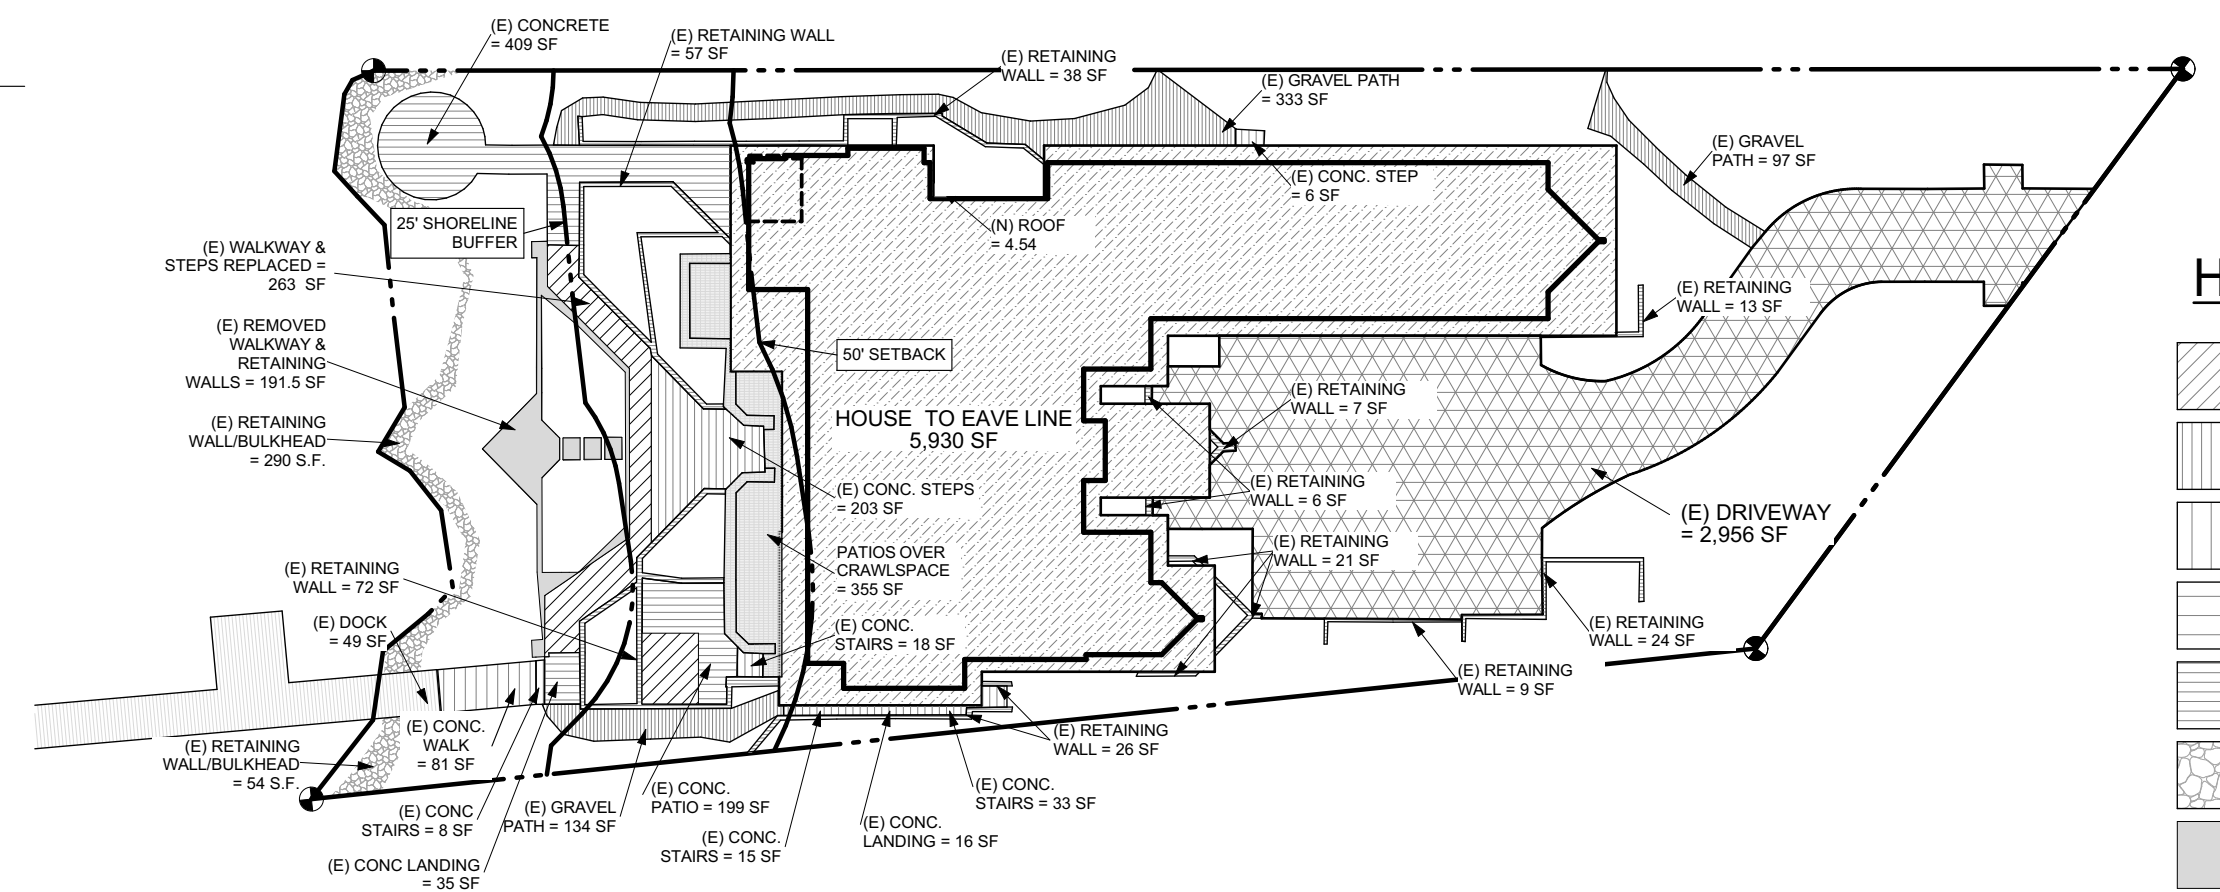 (E) CONCRETE
= 409 SF
(E) RETAINING WALL
= 57 SF
(E) RETAINING
WALL = 38 SF
(E) GRAVEL PATH
= 333 SF
(E) GRAVEL
PATH = 97 SF
(E) CONC. STEP
= 6 SF
(N) ROOF
= 4.54
25' SHORELINE
BUFFER
(E) WALKWAY &
STEPS REPLACED =
263 SF
(E) REMOVED
WALKWAY &
RETAINING
WALLS = 191.5 SF
(E) RETAINING
WALL/BULKHEAD
= 290 S.F.
50' SETBACK
(E) RETAINING
WALL = 13 SF
H
HOUSE TO EAVE LINE
5,930 SF
(E) RETAINING
WALL = 7 SF
(E) CONC. STEPS
= 203 SF
(E) RETAINING
WALL = 6 SF
(E) DRIVEWAY
= 2,956 SF
PATIOS OVER
CRAWLSPACE
= 355 SF
(E) RETAINING
WALL = 21 SF
(E) RETAINING
WALL = 72 SF
(E) DOCK
= 49 SF
(E) CONC.
STAIRS = 18 SF
(E) RETAINING
WALL = 24 SF
(E) RETAINING
WALL = 9 SF
(E) RETAINING
WALL/BULKHEAD
= 54 S.F.
(E) CONC.
WALK
= 81 SF
(E) RETAINING
WALL = 26 SF
(E) CONC
STAIRS = 8 SF
(E) GRAVEL
PATH = 134 SF
(E) CONC.
PATIO = 199 SF
(E) CONC.
STAIRS = 33 SF
(E) CONC.
STAIRS = 15 SF
(E) CONC.
LANDING = 16 SF
(E) CONC LANDING
= 35 SF